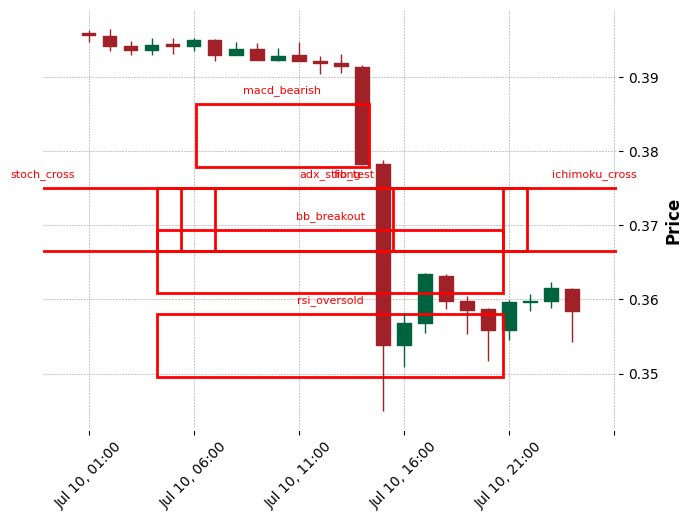 0.39
macd_bearish
0.38
stoch_cross
fib_test
ichimoku_cross
bb_breakout
0.37
Price
rsi_oversold
0.36
0.35
Jul 10, 01:00
Jul 10, 06:00
Jul 10, 11:00
Jul 10, 16:00
Jul 10, 21:00